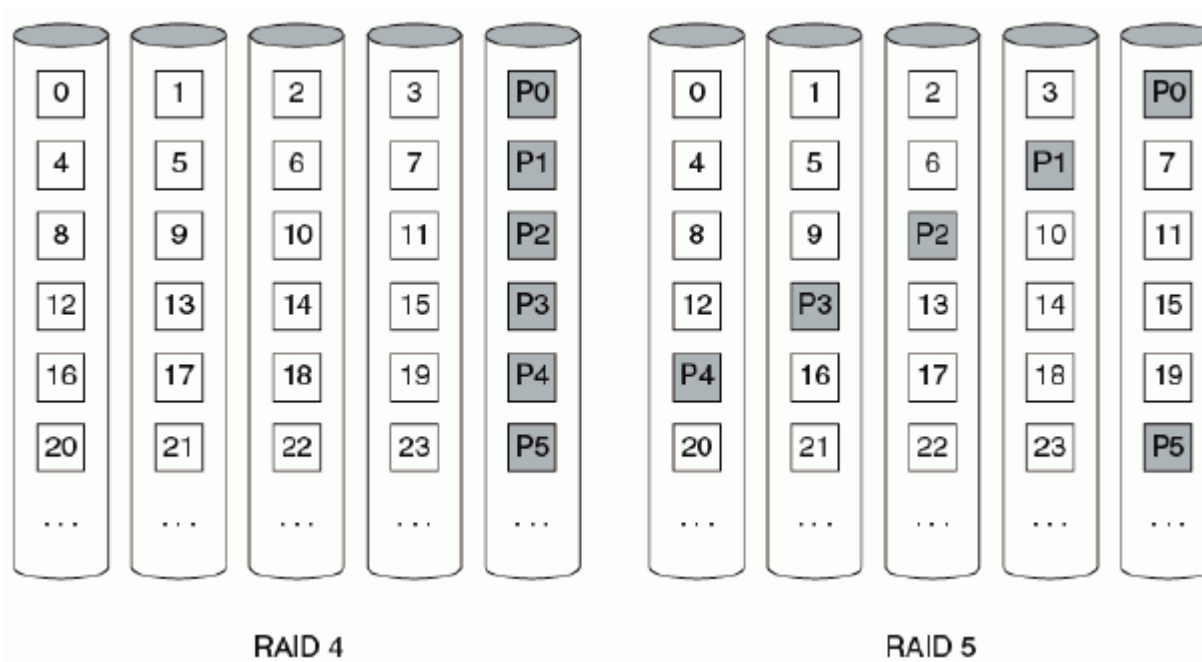 0 1 2 3 P0 0 1 2 3 P0
4 5 6 7 P1 4 5 6 P1 7
8 9 10 11 P2 8 9 P2 10 11
12 13 14 15 P3 12 P3 13 14 15
16 17 18 19 P4 P4 16 17 18 19
20 21 22 23 P5 20 21 22 23 P5
... ... ... ... ... ... ... ... ... ...
RAID 4 RAID 5